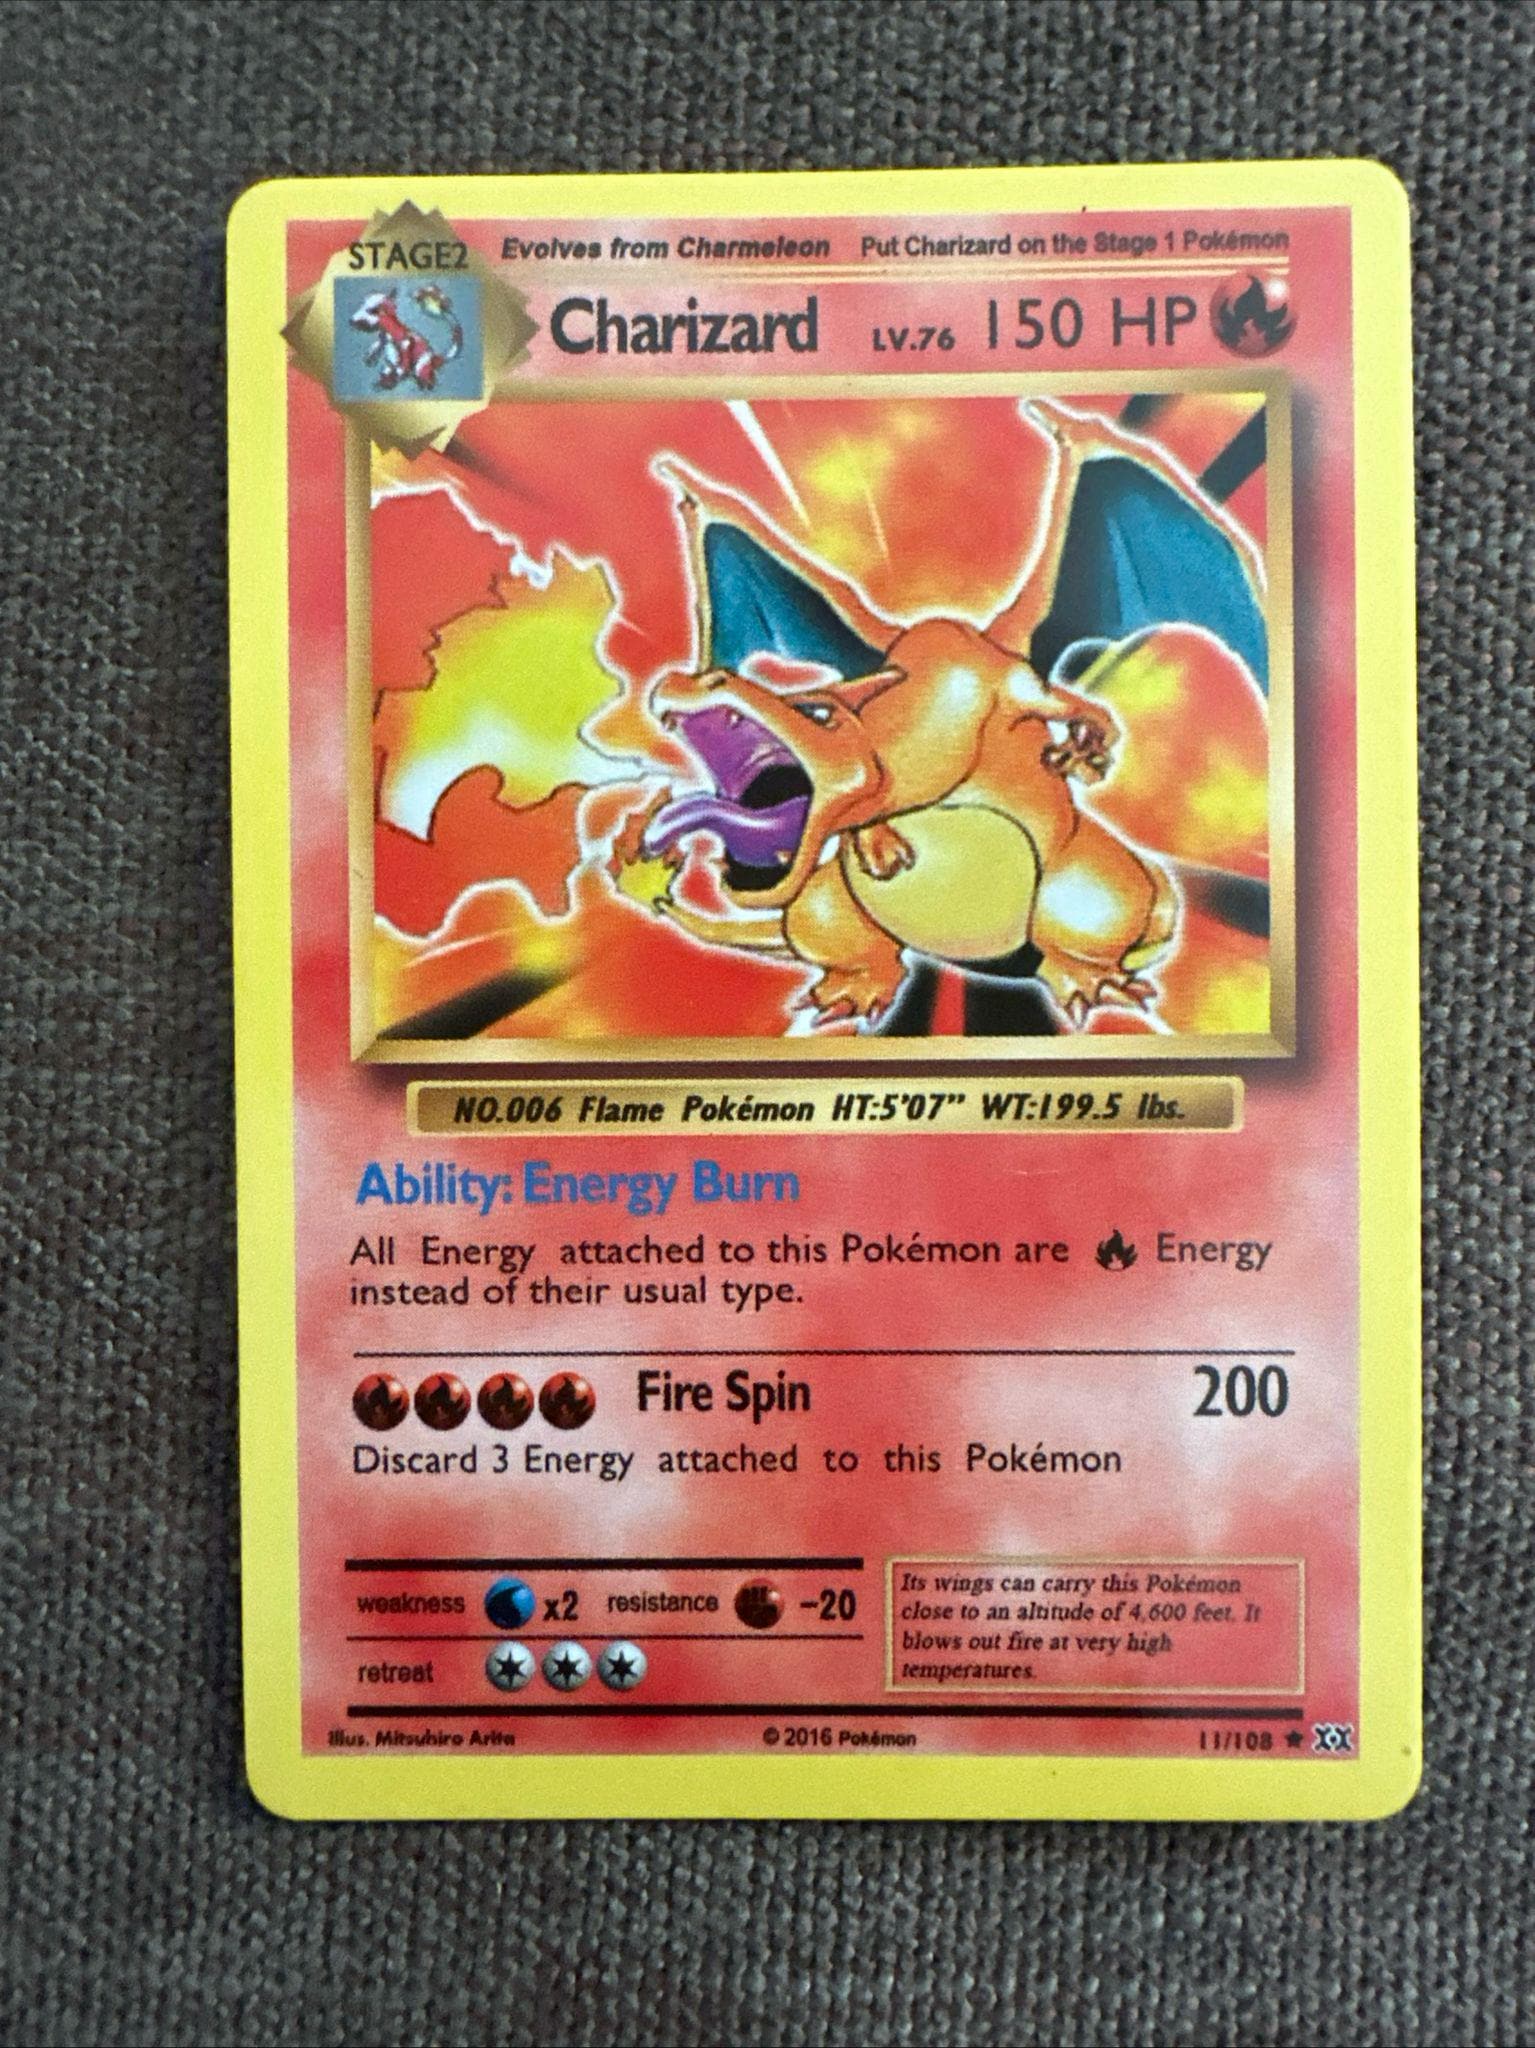 STAGE2 Evolves from Charmeleon Put Charizard on the Stage 1 Pokémon
Charizard LV.76 150 HP
NO.006 Flame Pokémon HT:5'07" WT:199.5 lbs.
Ability: Energy Burn
All Energy attached to this Pokémon are Energy
instead of their usual type.
Fire Spin 200
Discard 3 Energy attached to this Pokémon
weakness x2 resistance -20
retreat
Its wings can carry this Pokémon
close to an altitude of 4,600 feet. It
blows out fire at very high
temperatures.
Illus. Mitsuhiro Arita © 2016 Pokémon 11/108 ★ XY